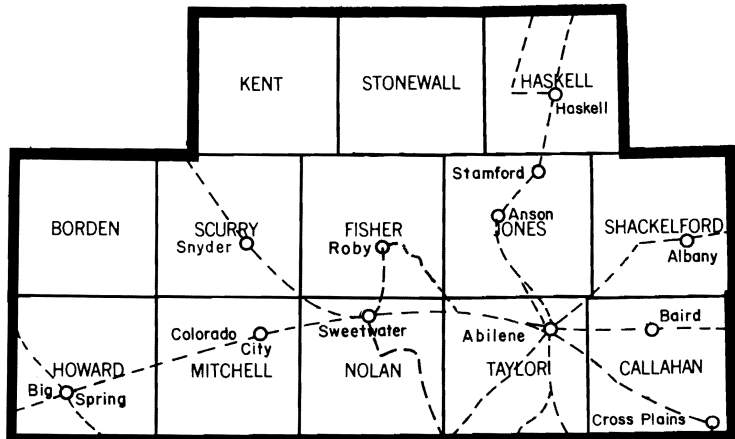 KENT
STONEWALL
HASKELL
Haskell
Stamford
BORDEN
SCURRY
Snyder
FISHER
Roby
Anson
JONES
SHACKELFORD
Albany
Colorado
City
Sweetwater
Abilene
Baird
HOWARD
Big Spring
MITCHELL
NOLAN
TAYLOR
CALLAHAN
Cross Plains